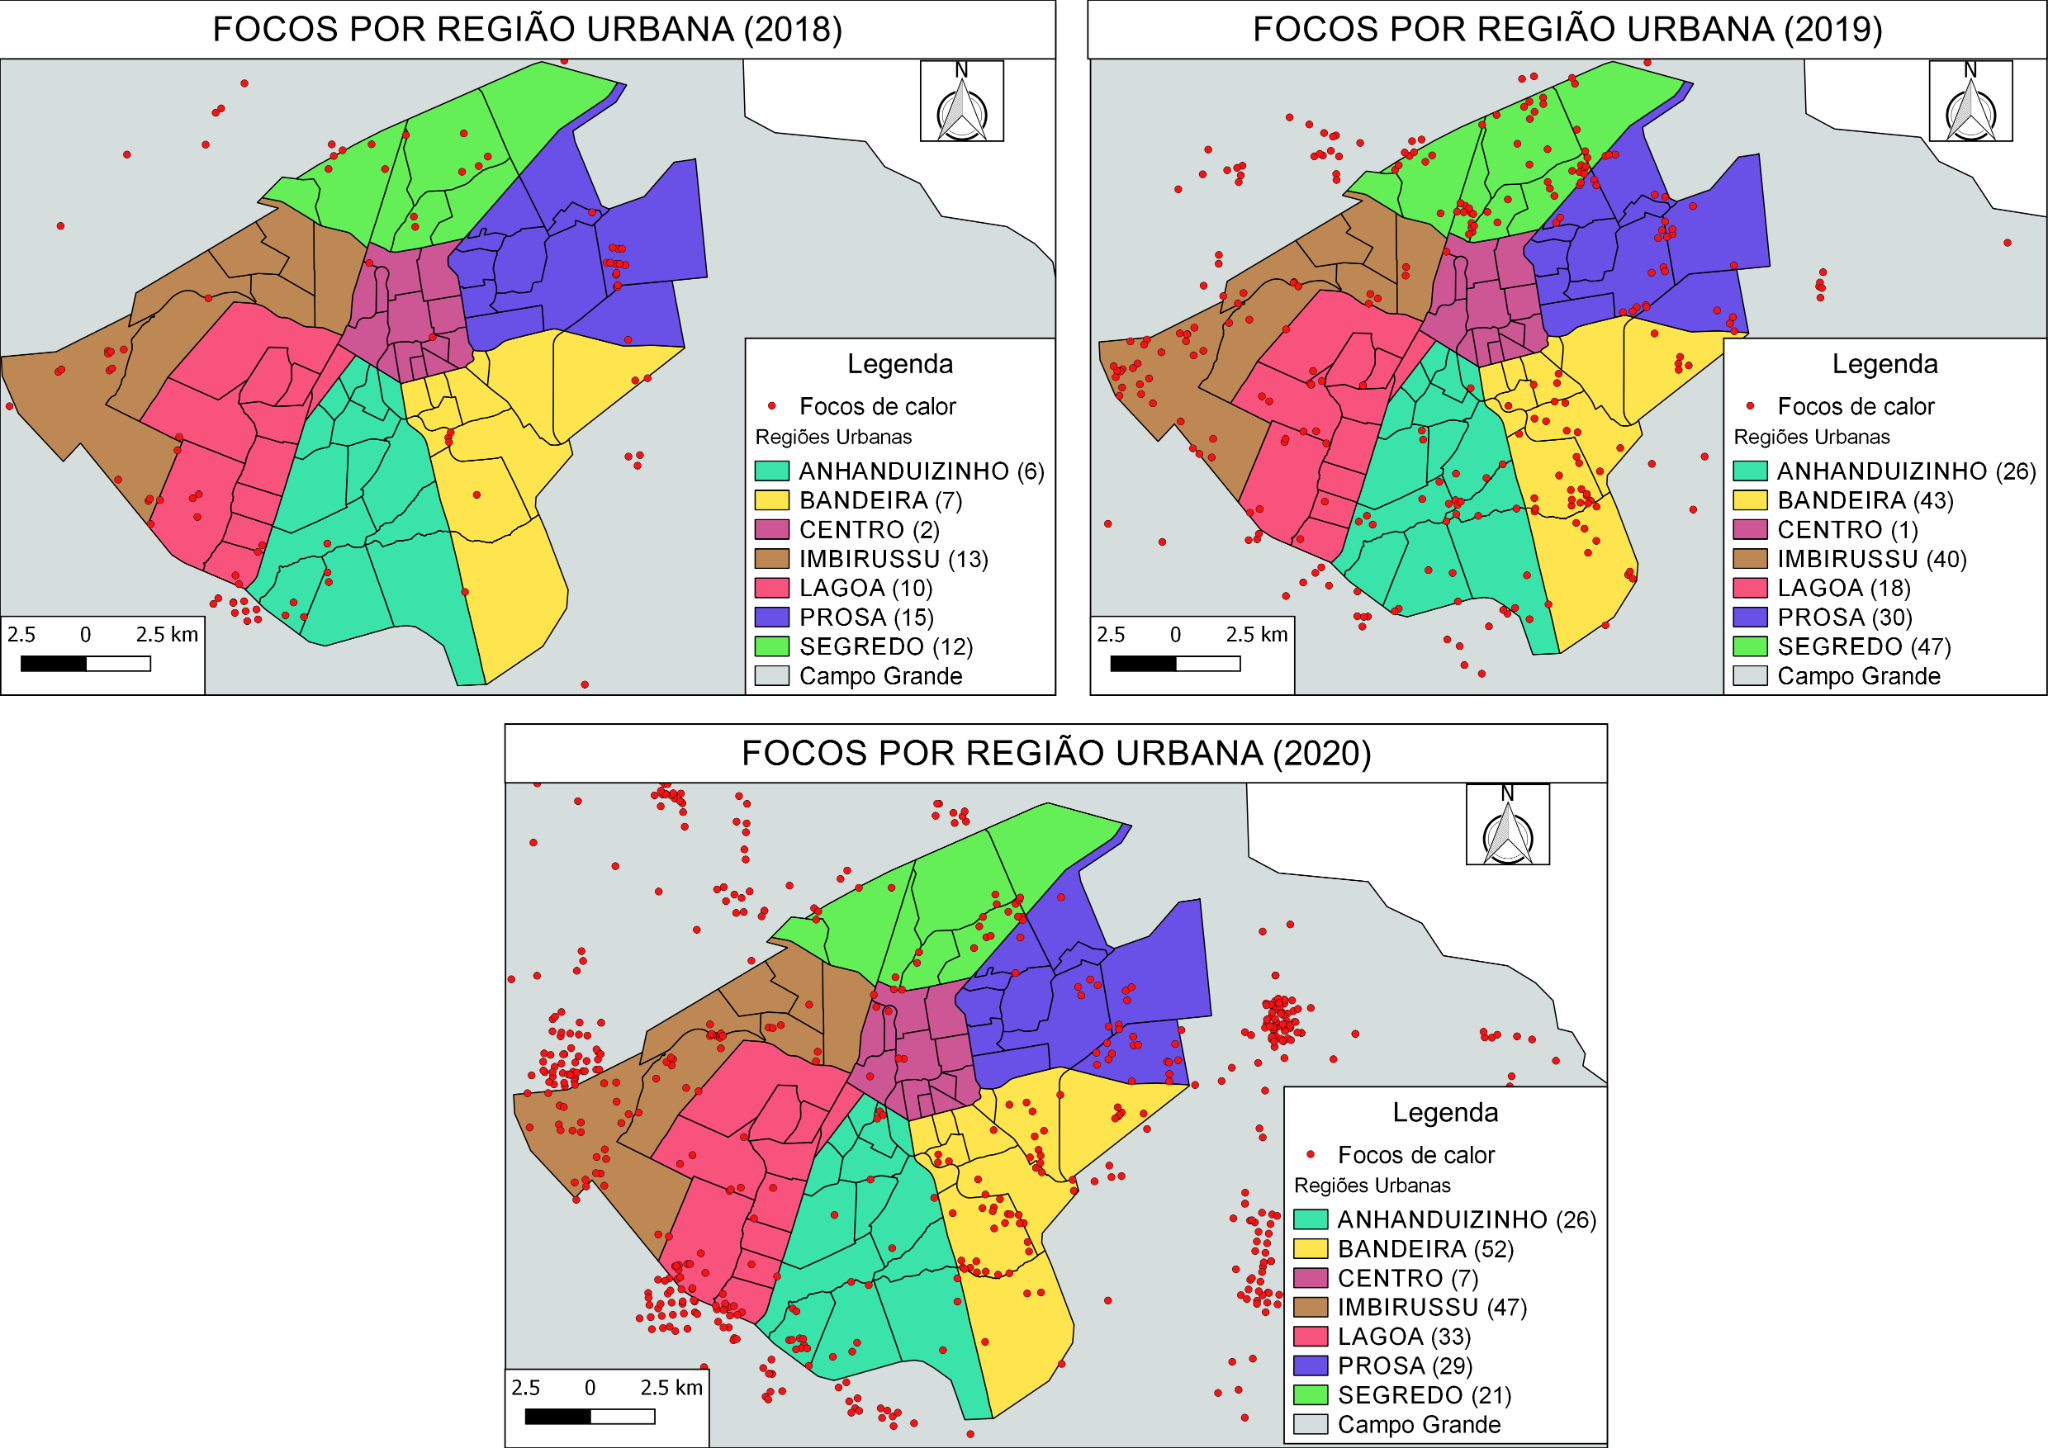 FOCOS POR REGIÃO URBANA (2018)
N
Legenda
Focos de calor
Regiões Urbanas
ANHANDUIZINHO (6)
BANDEIRA (7)
CENTRO (2)
IMBIRUSSU (13)
LAGOA (10)
PROSA (15)
SEGREDO (12)
Campo Grande
2.5 0 2.5 km
FOCOS POR REGIÃO URBANA (2019)
N
Legenda
Focos de calor
Regiões Urbanas
ANHANDUIZINHO (26)
BANDEIRA (43)
CENTRO (1)
IMBIRUSSU (40)
LAGOA (18)
PROSA (30)
SEGREDO (47)
Campo Grande
2.5 0 2.5 km
FOCOS POR REGIÃO URBANA (2020)
N
Legenda
Focos de calor
Regiões Urbanas
ANHANDUIZINHO (26)
BANDEIRA (52)
CENTRO (7)
IMBIRUSSU (47)
LAGOA (33)
PROSA (29)
SEGREDO (21)
Campo Grande
2.5 0 2.5 km